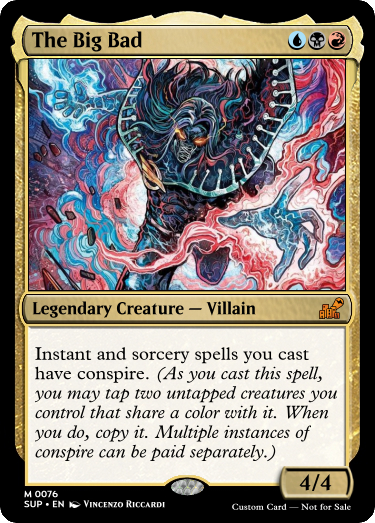 The Big Bad
Legendary Creature — Villain
Instant and sorcery spells you cast
have conspire. (As you cast this spell,
you may tap two untapped creatures you
control that share a color with it. When
you do, copy it. Multiple instances of
conspire can be paid separately.)
4/4
M 0076
SUP • EN Vincenzo Riccardi
Custom Card — Not for Sale